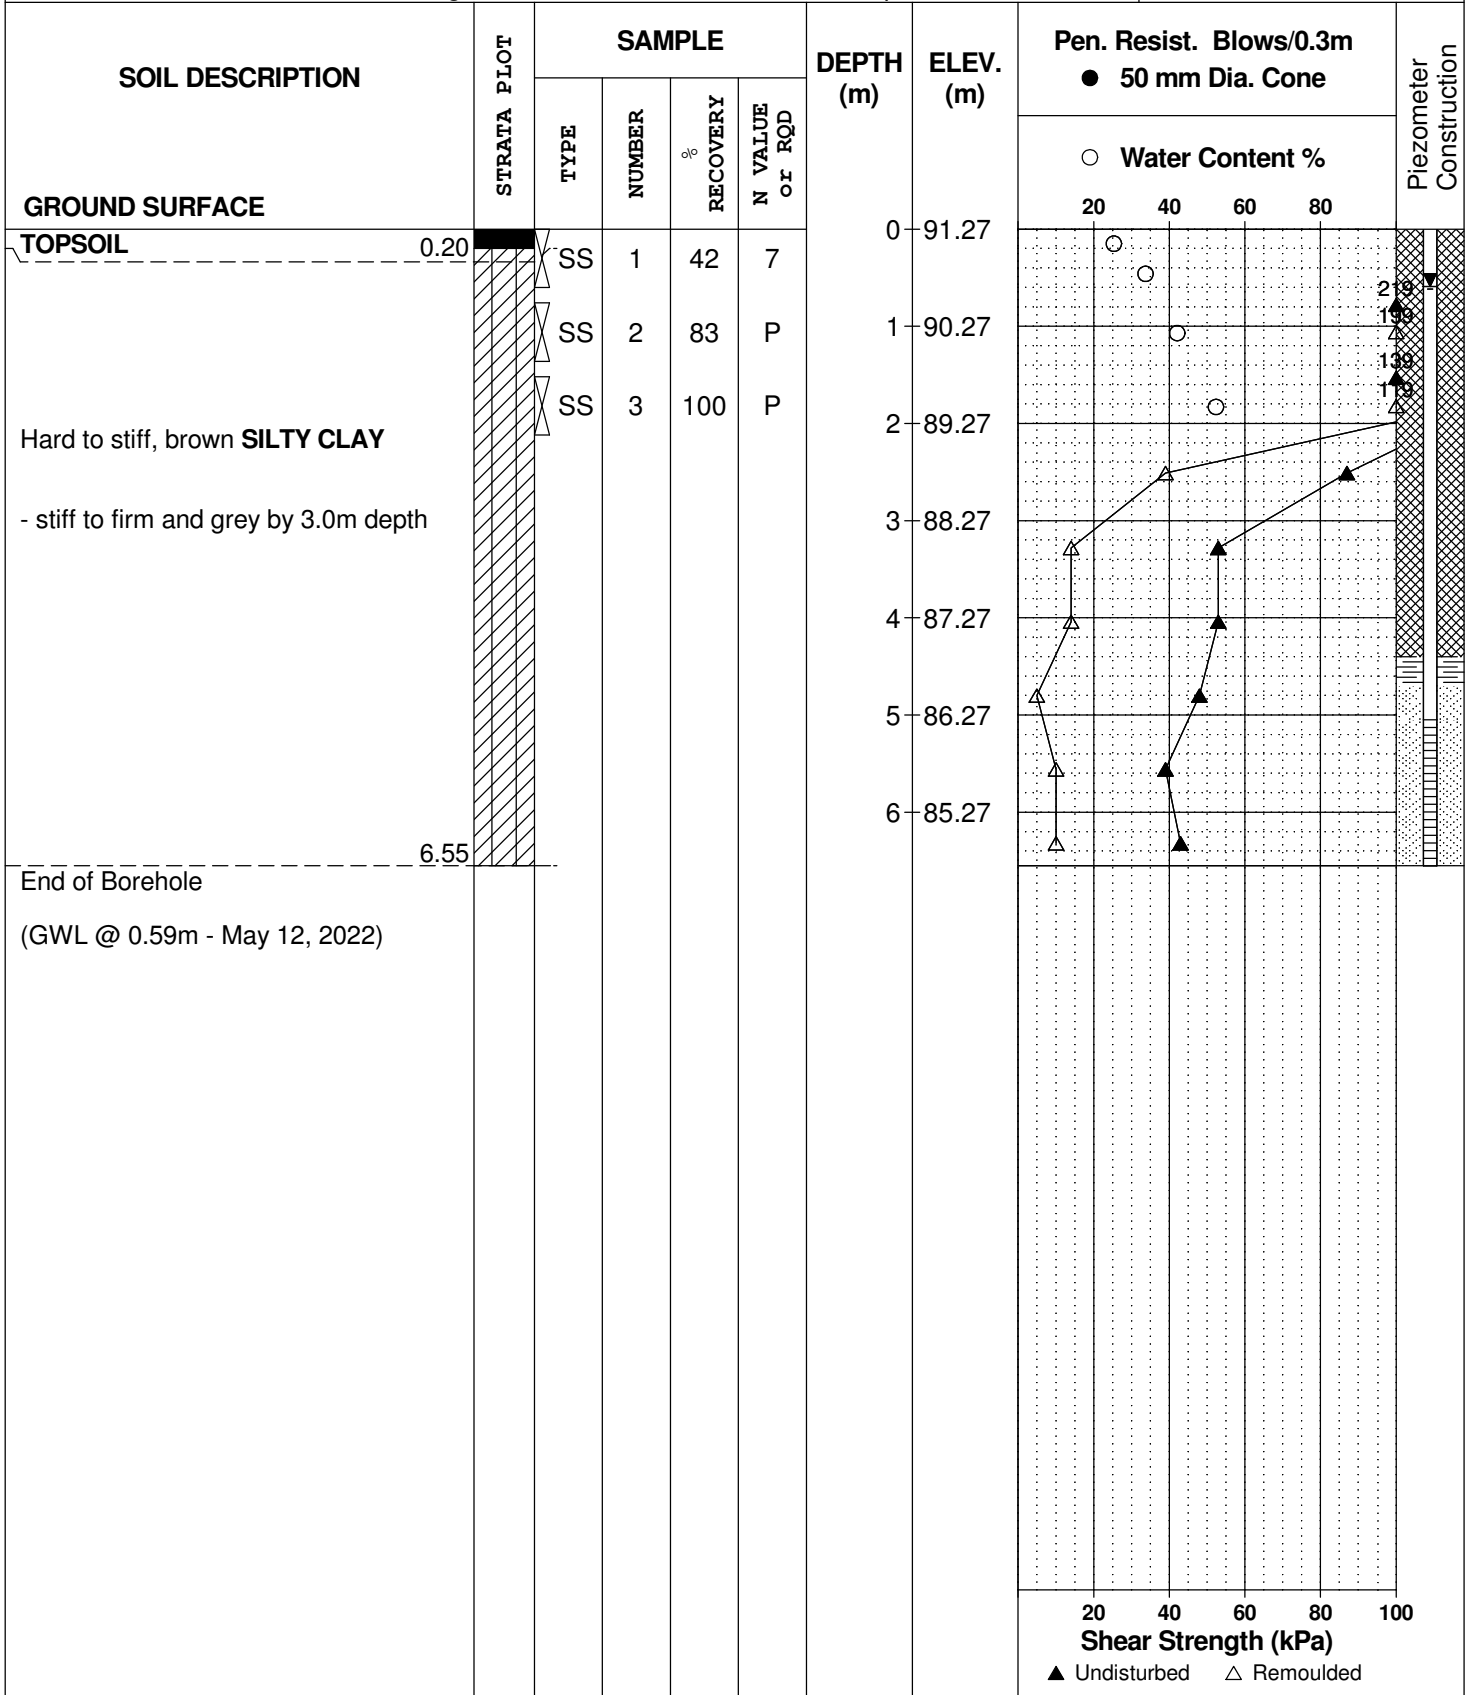 SOIL DESCRIPTION
GROUND SURFACE
STRATA PLOT
SAMPLE
TYPE
NUMBER
%
RECOVERY
N VALUE
or RQD
DEPTH
(m)
ELEV.
(m)
Pen. Resist. Blows/0.3m
● 50 mm Dia. Cone
○ Water Content %
20 40 60 80
Piezometer
Construction
TOPSOIL 0.20
SS 1 42 7
SS 2 83 P
SS 3 100 P
Hard to stiff, brown SILTY CLAY
- stiff to firm and grey by 3.0m depth
6.55
End of Borehole
(GWL @ 0.59m - May 12, 2022)
0 91.27
1 90.27
2 89.27
3 88.27
4 87.27
5 86.27
6 85.27
219
199
139
119
20 40 60 80 100
Shear Strength (kPa)
▲ Undisturbed △ Remoulded